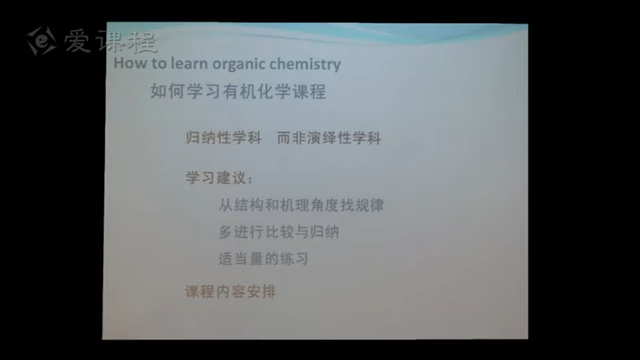 爱课程
How to learn organic chemistry
如何学习有机化学课程
归纳性学科 而非演绎性学科
学习建议：
从结构和机理角度找规律
多进行比较与归纳
适当量的练习
课程内容安排